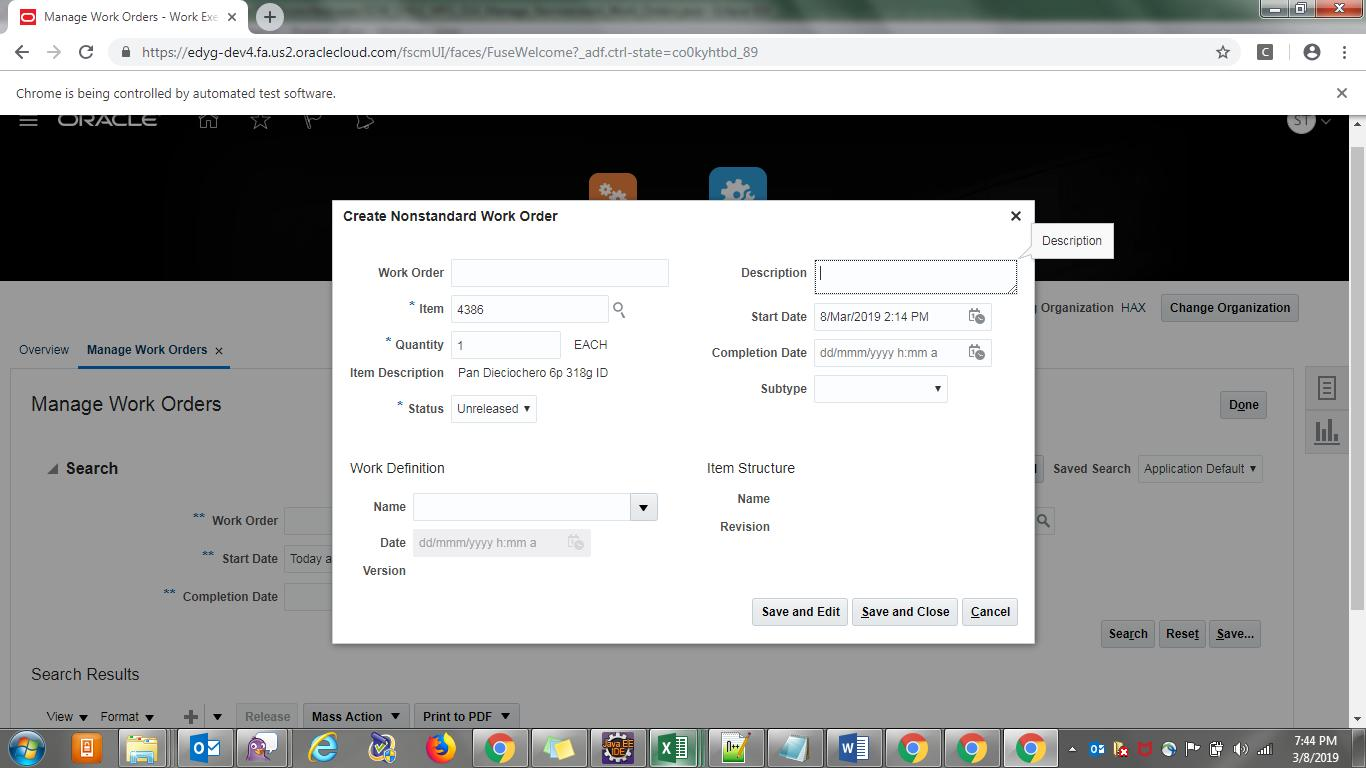 Manage Work Orders - Work Exe
https://edyg-dev4.fa.us2.oraclecloud.com/fscmUI/faces/FuseWelcome?_adf.ctrl-state=co0kyhtbd_89
C
Chrome is being controlled by automated test software.
ORACLE
ST
Create Nonstandard Work Order
Description
Work Order
Description
* Item 4386
Start Date 8/Mar/2019 2:14 PM
* Quantity 1 EACH
Completion Date dd/mmm/yyyy h:mm a
Item Description Pan Dieciochero 6p 318g ID
Subtype
* Status Unreleased
Work Definition
Item Structure
Name
Name
Date dd/mmm/yyyy h:mm a
Revision
Version
Save and Edit Save and Close Cancel
g Organization HAX Change Organization
Overview Manage Work Orders
Manage Work Orders
Done
Search
Saved Search Application Default
** Work Order
** Start Date Today a
** Completion Date
Search Reset Save...
Search Results
View Format Release Mass Action Print to PDF
Java EE
IDE
7:44 PM
3/8/2019